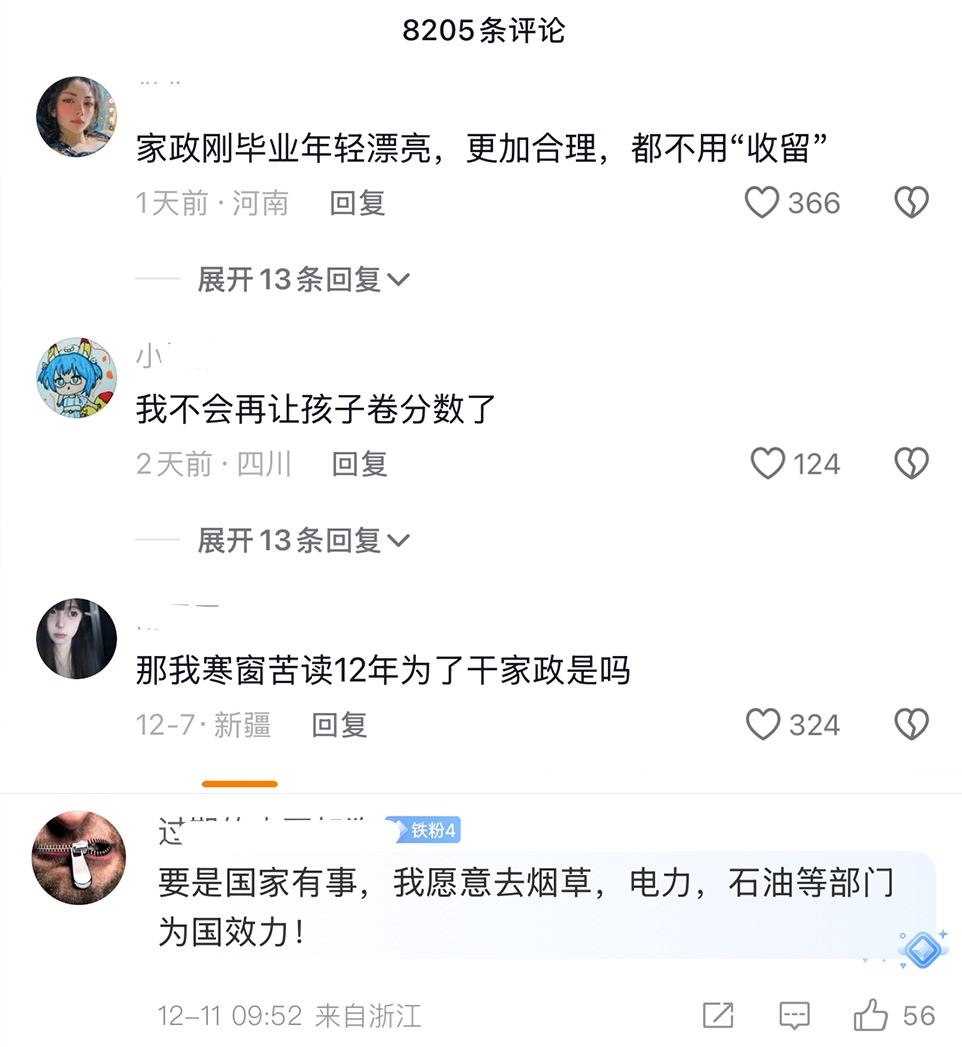 8205条评论
家政刚毕业年轻漂亮，更加合理，都不用“收留”
1天前·河南 回复
366
展开13条回复
小
我不会再让孩子卷分数了
2天前·四川 回复
124
展开13条回复
那我寒窗苦读12年为了干家政是吗
12-7·新疆 回复
324
过
铁粉4
要是国家有事，我愿意去烟草，电力，石油等部门
为国效力！
12–11 09:52 来自浙江
56